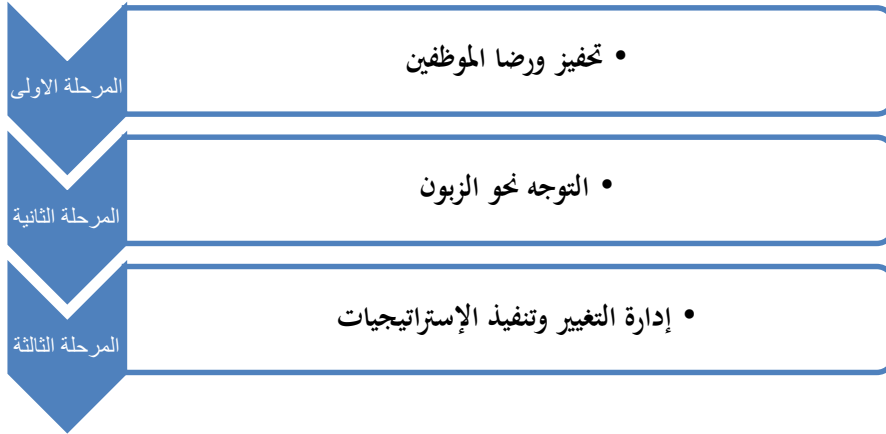 المرحلة الاولى
• تحفيز ورضا الموظفين
المرحلة الثانية
• التوجه نحو الزبون
المرحلة الثالثة
• إدارة التغيير وتنفيذ الإستراتيجيات